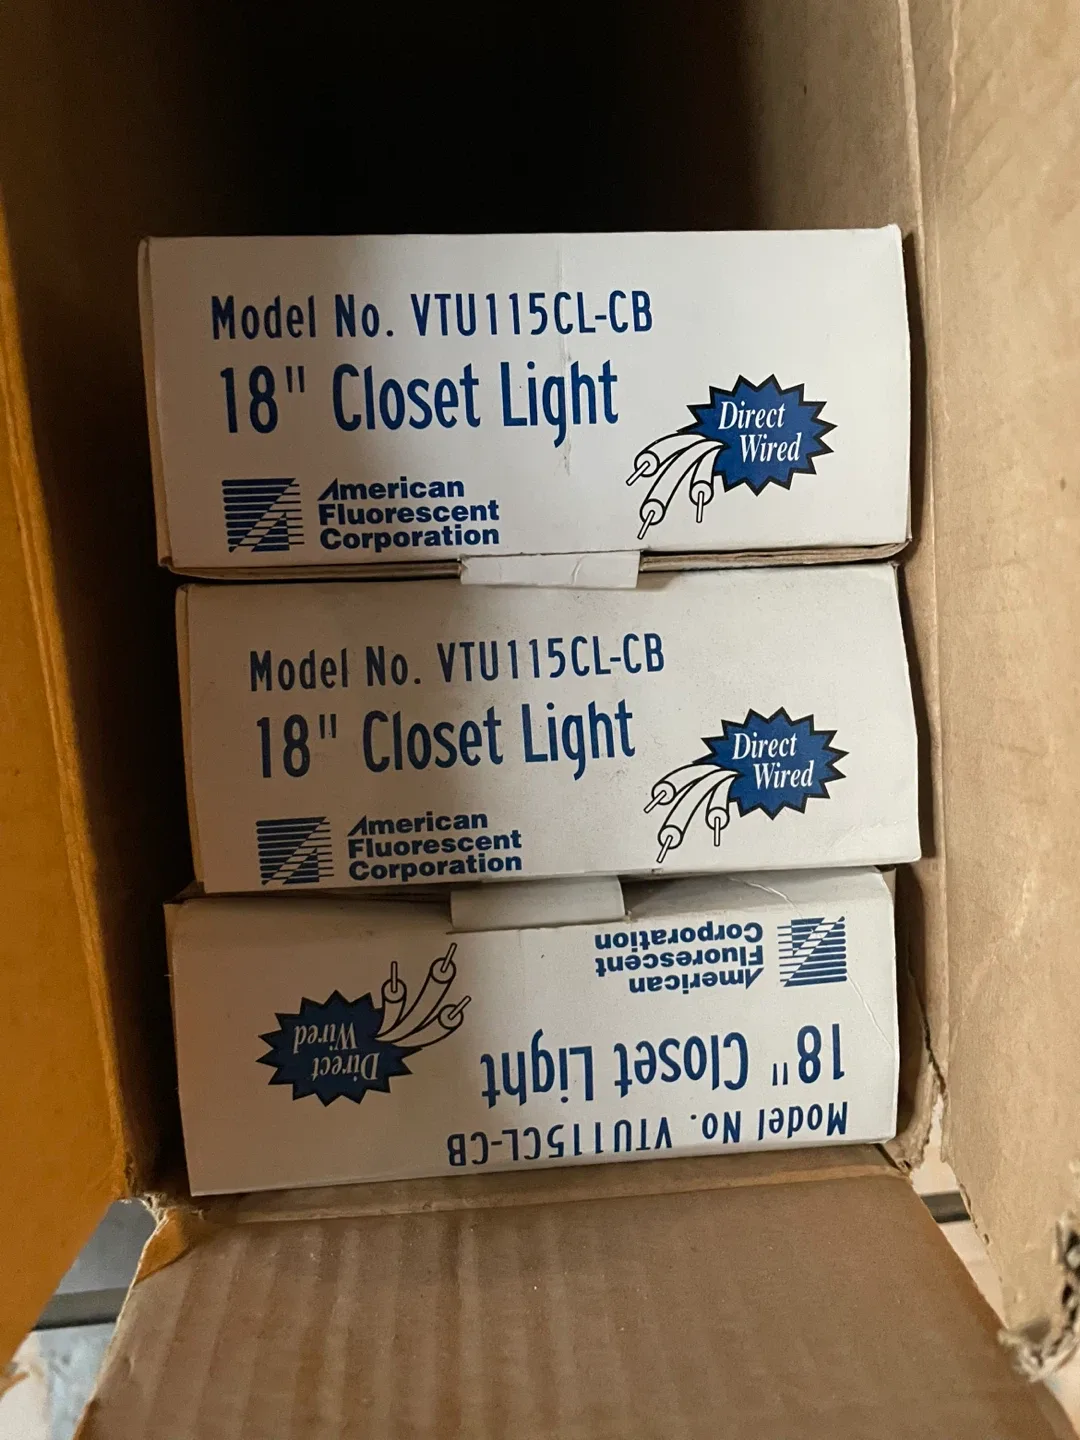 Model No. VTU115CL-CB
18" Closet Light
Direct
Wired
American
Fluorescent
Corporation
Model No. VTU115CL-CB
18" Closet Light
Direct
Wired
American
Fluorescent
Corporation
Model No. VTU115CL-CB
18" Closet Light
Direct
Wired
American
Fluorescent
Corporation